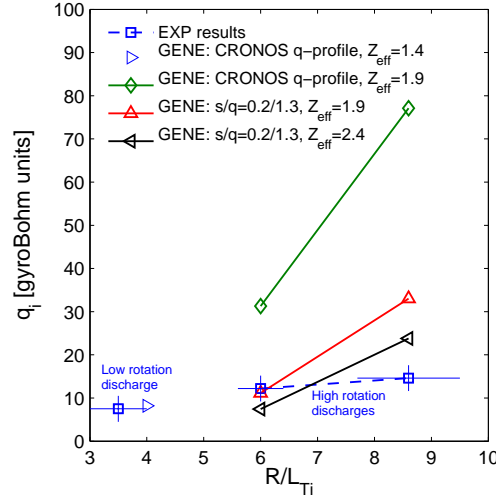 EXP results
GENE: CRONOS q-profile, Z_eff=1.4
GENE: CRONOS q-profile, Z_eff=1.9
GENE: s/q=0.2/1.3, Z_eff=1.9
GENE: s/q=0.2/1.3, Z_eff=2.4
q_i [gyroBohm units]
100
90
80
70
60
50
40
30
20
10
0
Low rotation
discharge
High rotation
discharges
3 4 5 6 7 8 9 10
R/L_Ti